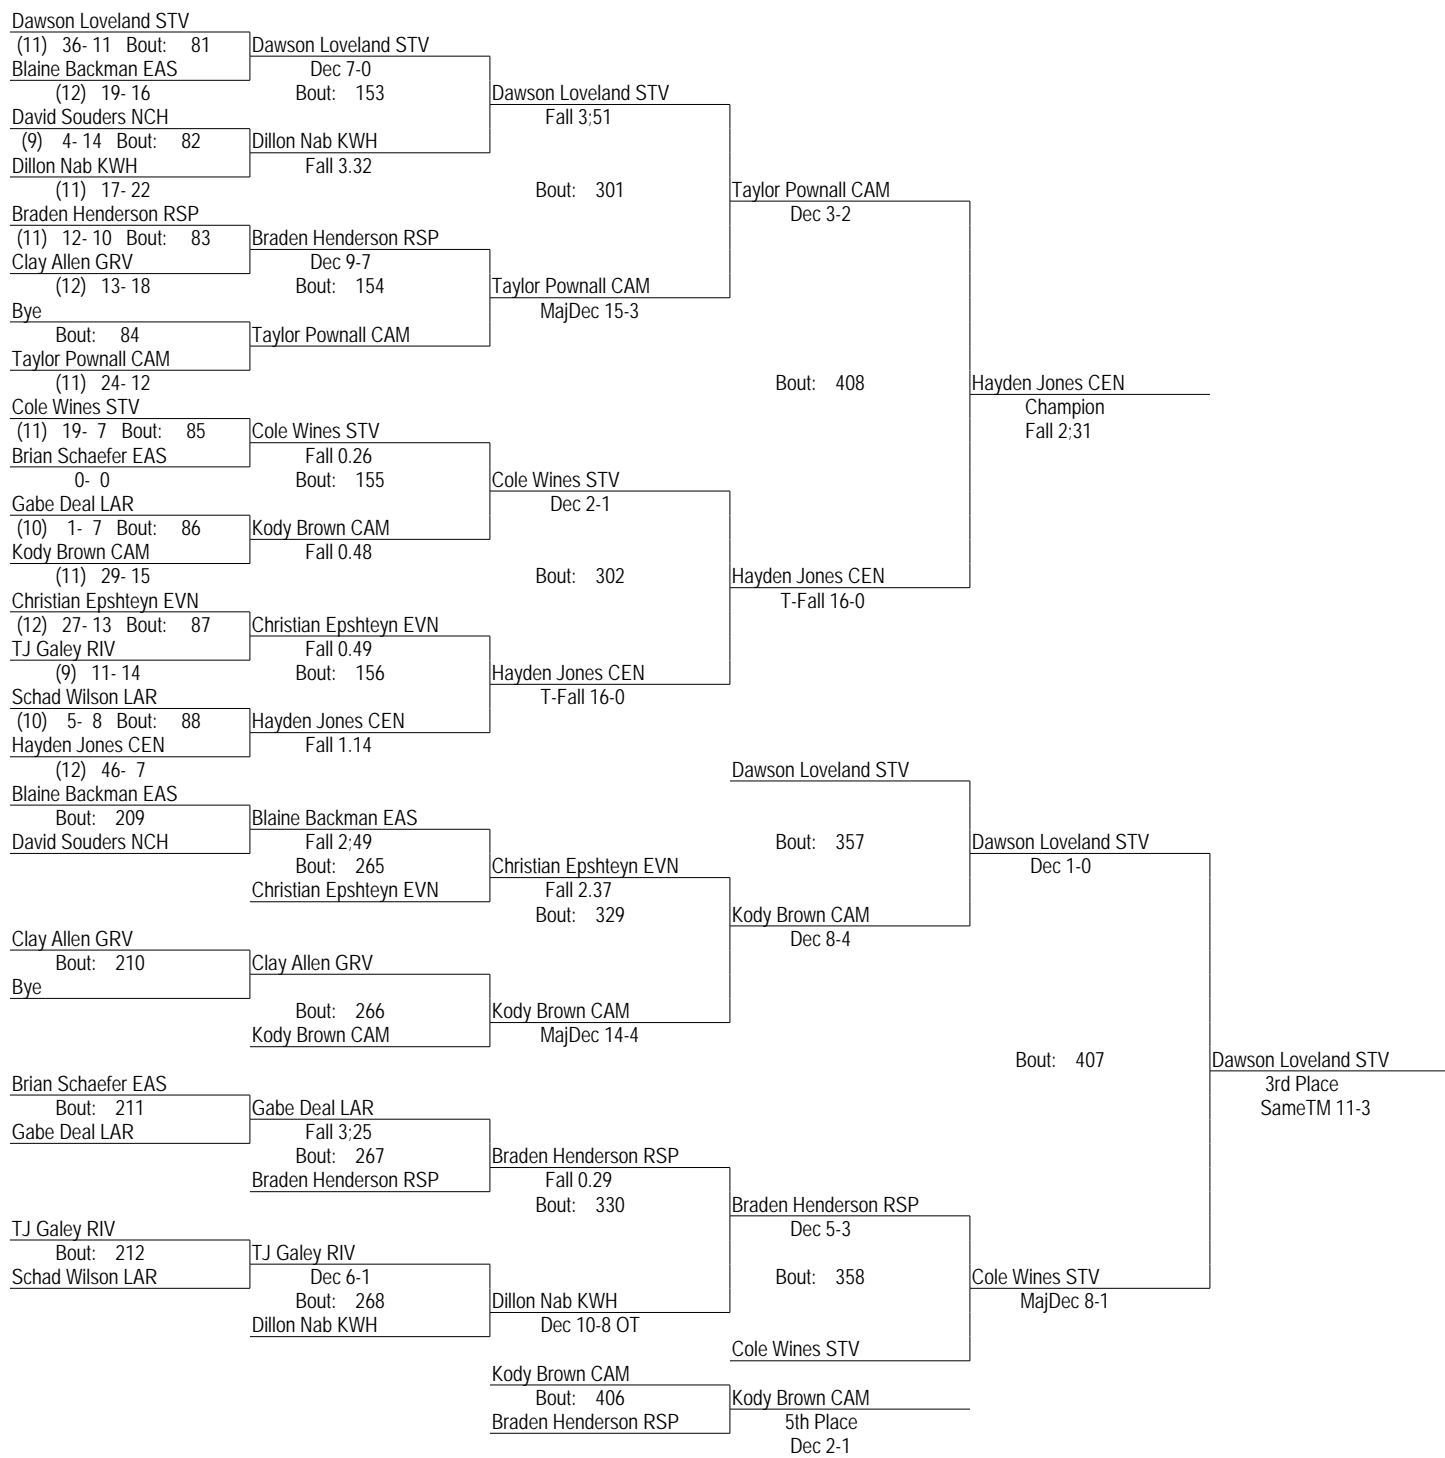 Dawson Loveland STV
(11) 36- 11 Bout: 81 Dawson Loveland STV
Blaine Backman EAS Dec 7-0
(12) 19- 16 Bout: 153 Dawson Loveland STV
David Souders NCH Fall 3;51
(9) 4- 14 Bout: 82 Dillon Nab KWH
Dillon Nab KWH Fall 3.32
(11) 17- 22 Bout: 301 Taylor Pownall CAM
Braden Henderson RSP Dec 3-2
(11) 12- 10 Bout: 83 Braden Henderson RSP
Clay Allen GRV Dec 9-7
(12) 13- 18 Bout: 154 Taylor Pownall CAM
Bye MajDec 15-3
Bout: 84 Taylor Pownall CAM
Taylor Pownall CAM
(11) 24- 12 Bout: 408 Hayden Jones CEN
Cole Wines STV Champion
(11) 19- 7 Bout: 85 Cole Wines STV Fall 2;31
Brian Schaefer EAS Fall 0.26
0- 0 Bout: 155 Cole Wines STV
Gabe Deal LAR Dec 2-1
(10) 1- 7 Bout: 86 Kody Brown CAM
Kody Brown CAM Fall 0.48
(11) 29- 15 Bout: 302 Hayden Jones CEN
Christian Epshteyn EVN T-Fall 16-0
(12) 27- 13 Bout: 87 Christian Epshteyn EVN
TJ Galey RIV Fall 0.49
(9) 11- 14 Bout: 156 Hayden Jones CEN
Schad Wilson LAR T-Fall 16-0
(10) 5- 8 Bout: 88 Hayden Jones CEN
Hayden Jones CEN Fall 1.14
(12) 46- 7 Dawson Loveland STV
Blaine Backman EAS
Bout: 209 Blaine Backman EAS
David Souders NCH Fall 2;49 Bout: 357 Dawson Loveland STV
Bout: 265 Christian Epshteyn EVN Dec 1-0
Christian Epshteyn EVN Fall 2.37
Bout: 329 Kody Brown CAM
Clay Allen GRV Dec 8-4
Bout: 210 Clay Allen GRV
Bye
Bout: 266 Kody Brown CAM
Kody Brown CAM MajDec 14-4
Bout: 407 Dawson Loveland STV
Brian Schaefer EAS 3rd Place
Bout: 211 Gabe Deal LAR SameTM 11-3
Gabe Deal LAR Fall 3;25
Bout: 267 Braden Henderson RSP
Braden Henderson RSP Fall 0.29
Bout: 330 Braden Henderson RSP
TJ Galey RIV Dec 5-3
Bout: 212 TJ Galey RIV
Schad Wilson LAR Dec 6-1 Bout: 358 Cole Wines STV
Bout: 268 Dillon Nab KWH MajDec 8-1
Dillon Nab KWH Dec 10-8 OT
Cole Wines STV
Kody Brown CAM
Bout: 406 Kody Brown CAM
Braden Henderson RSP 5th Place
Dec 2-1